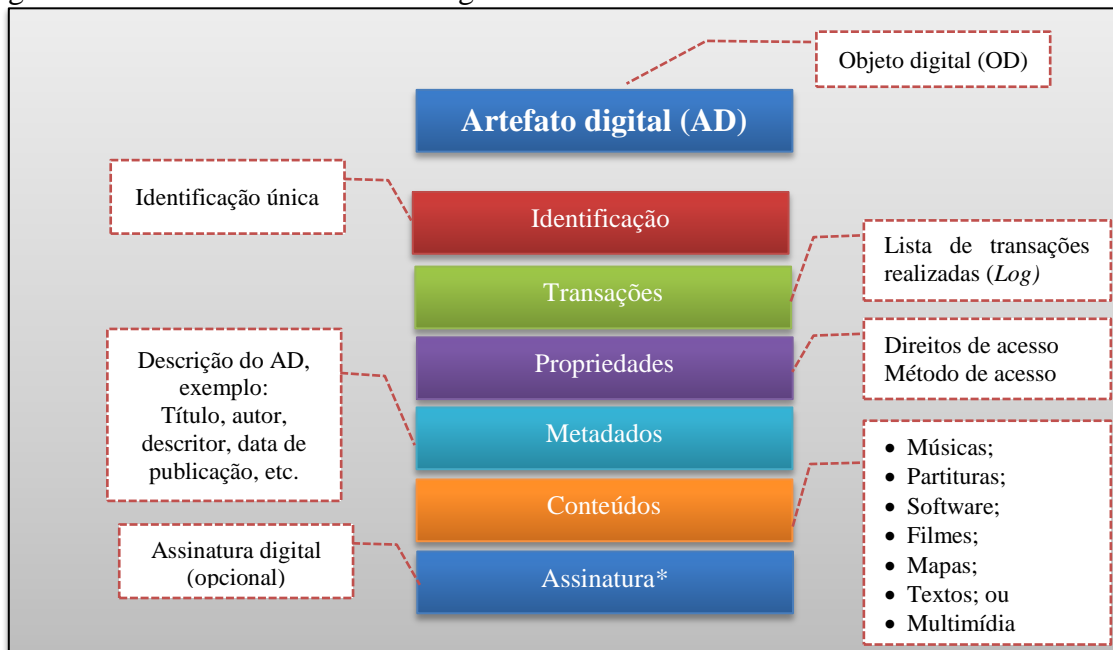 Objeto digital (OD)
Artefato digital (AD)
Identificação única
Identificação
Lista de transações
realizadas (Log)
Transações
Descrição do AD,
exemplo:
Título, autor,
descritor, data de
publicação, etc.
Propriedades
Direitos de acesso
Método de acesso
Metadados
• Músicas;
• Partituras;
• Software;
• Filmes;
• Mapas;
• Textos; ou
• Multimídia
Conteúdos
Assinatura digital
(opcional)
Assinatura*